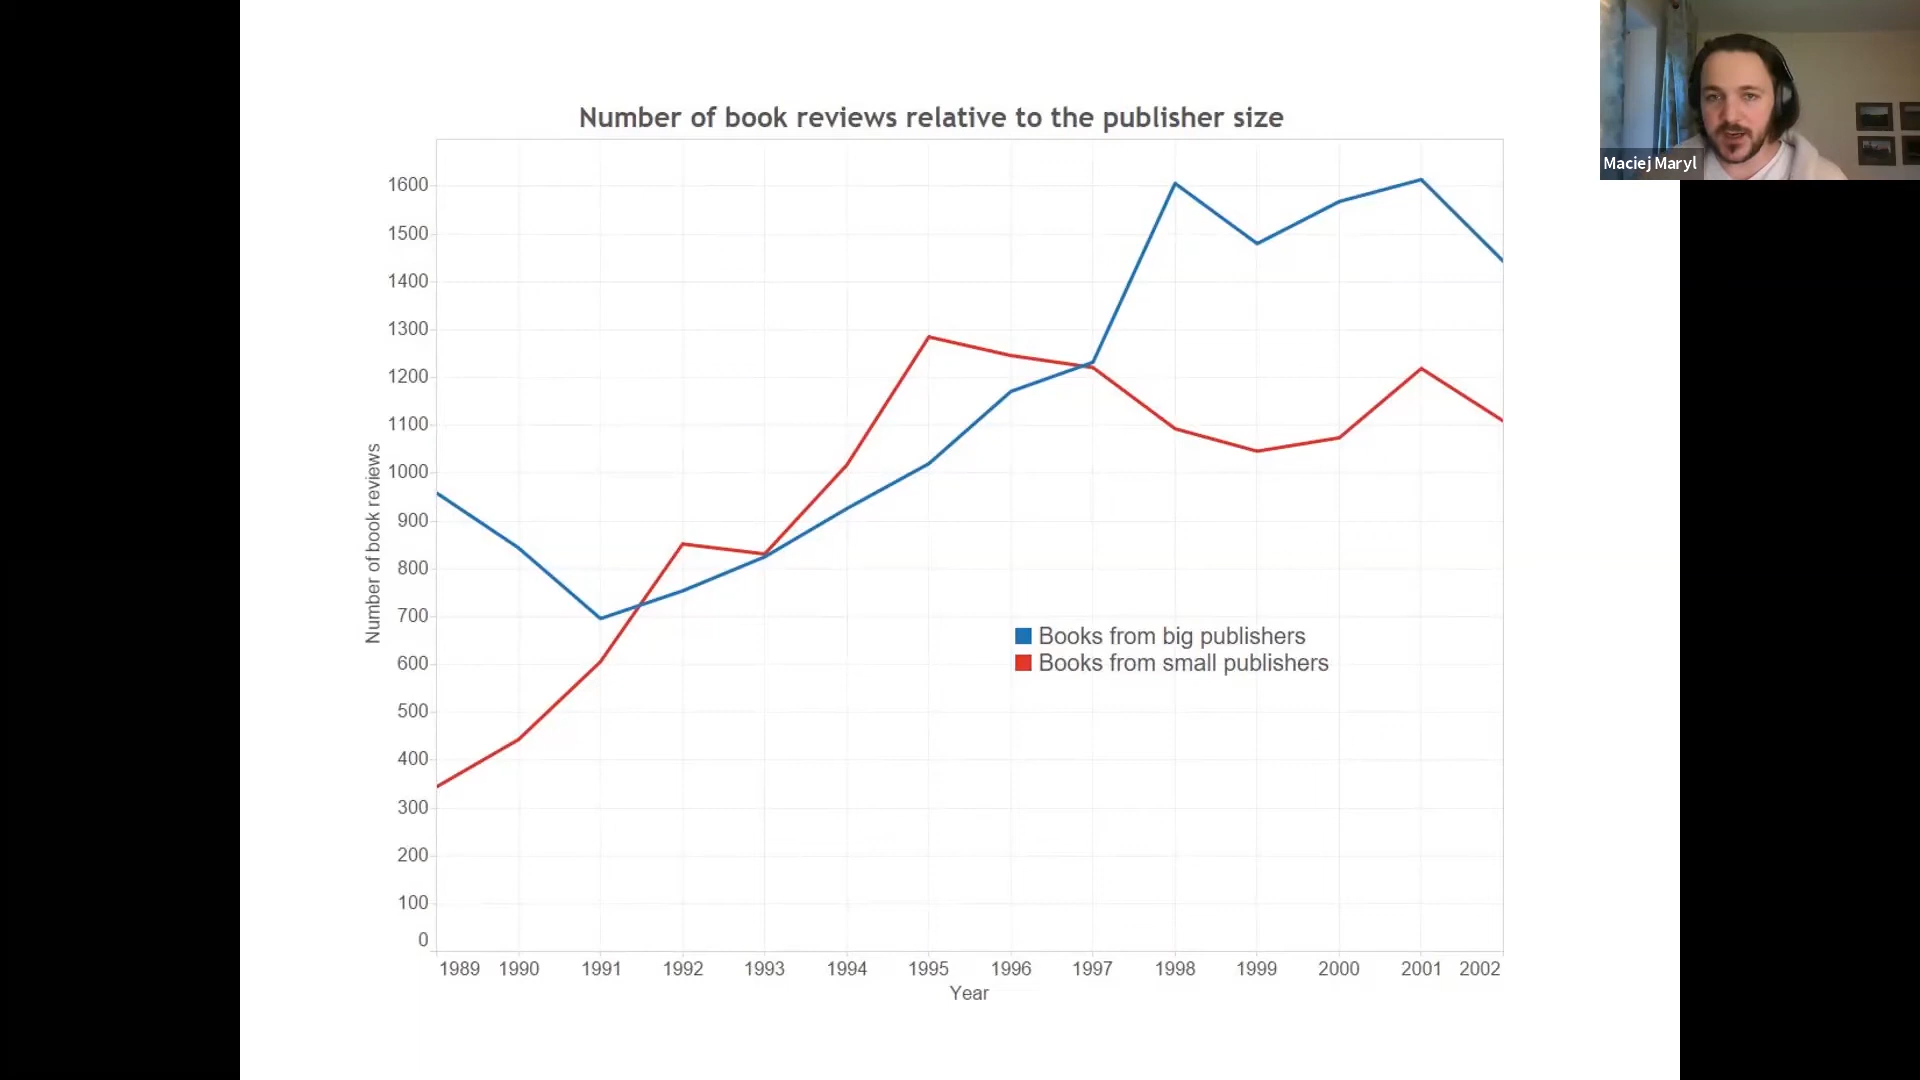 Number of book reviews relative to the publisher size
Maciej Maryl
1600
1500
1400
1300
1200
1100
1000
900
800
700
600
500
400
300
200
100
0
Number of book reviews
Books from big publishers
Books from small publishers
1989 1990 1991 1992 1993 1994 1995 1996 1997 1998 1999 2000 2001 2002
Year